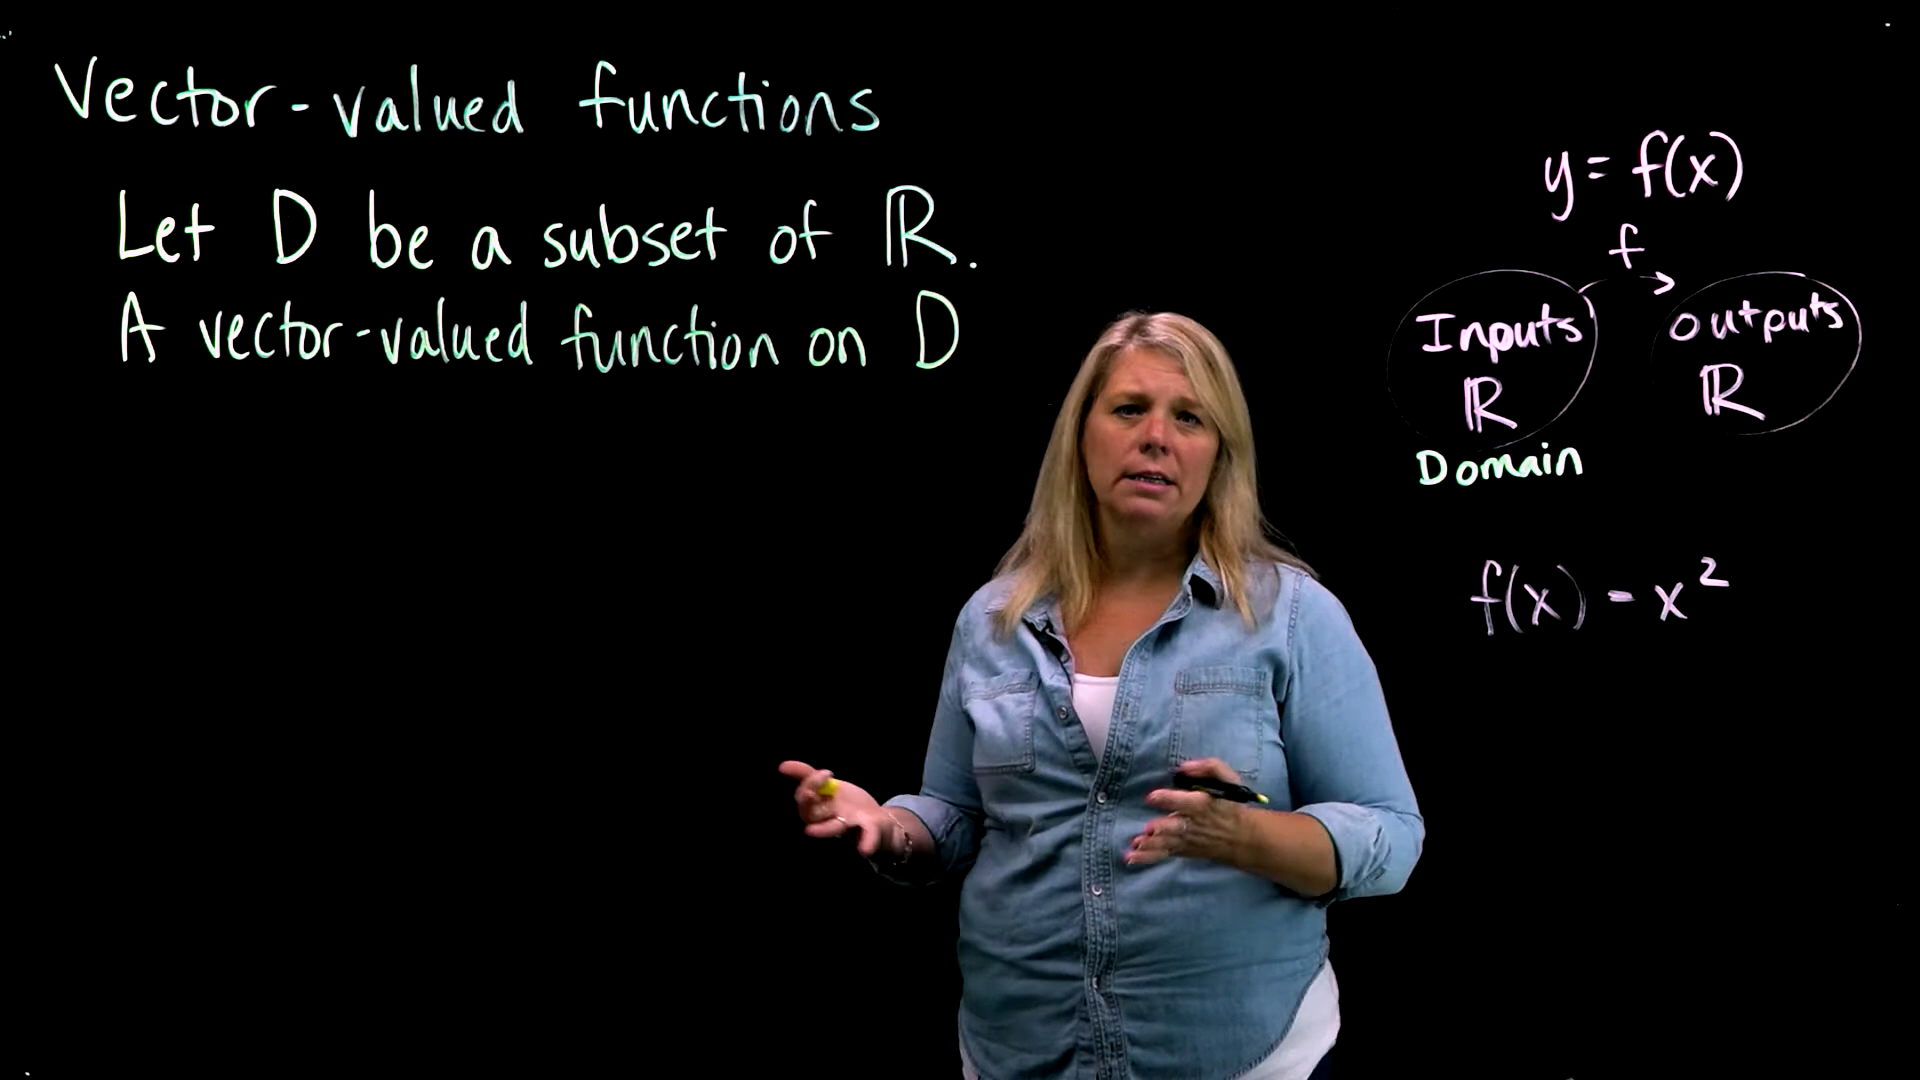 Vector-valued functions
Let D be a subset of ℝ.
A vector-valued function on D
y = f(x)
f
Inputs
ℝ
Domain
outputs
ℝ
f(x) = x²